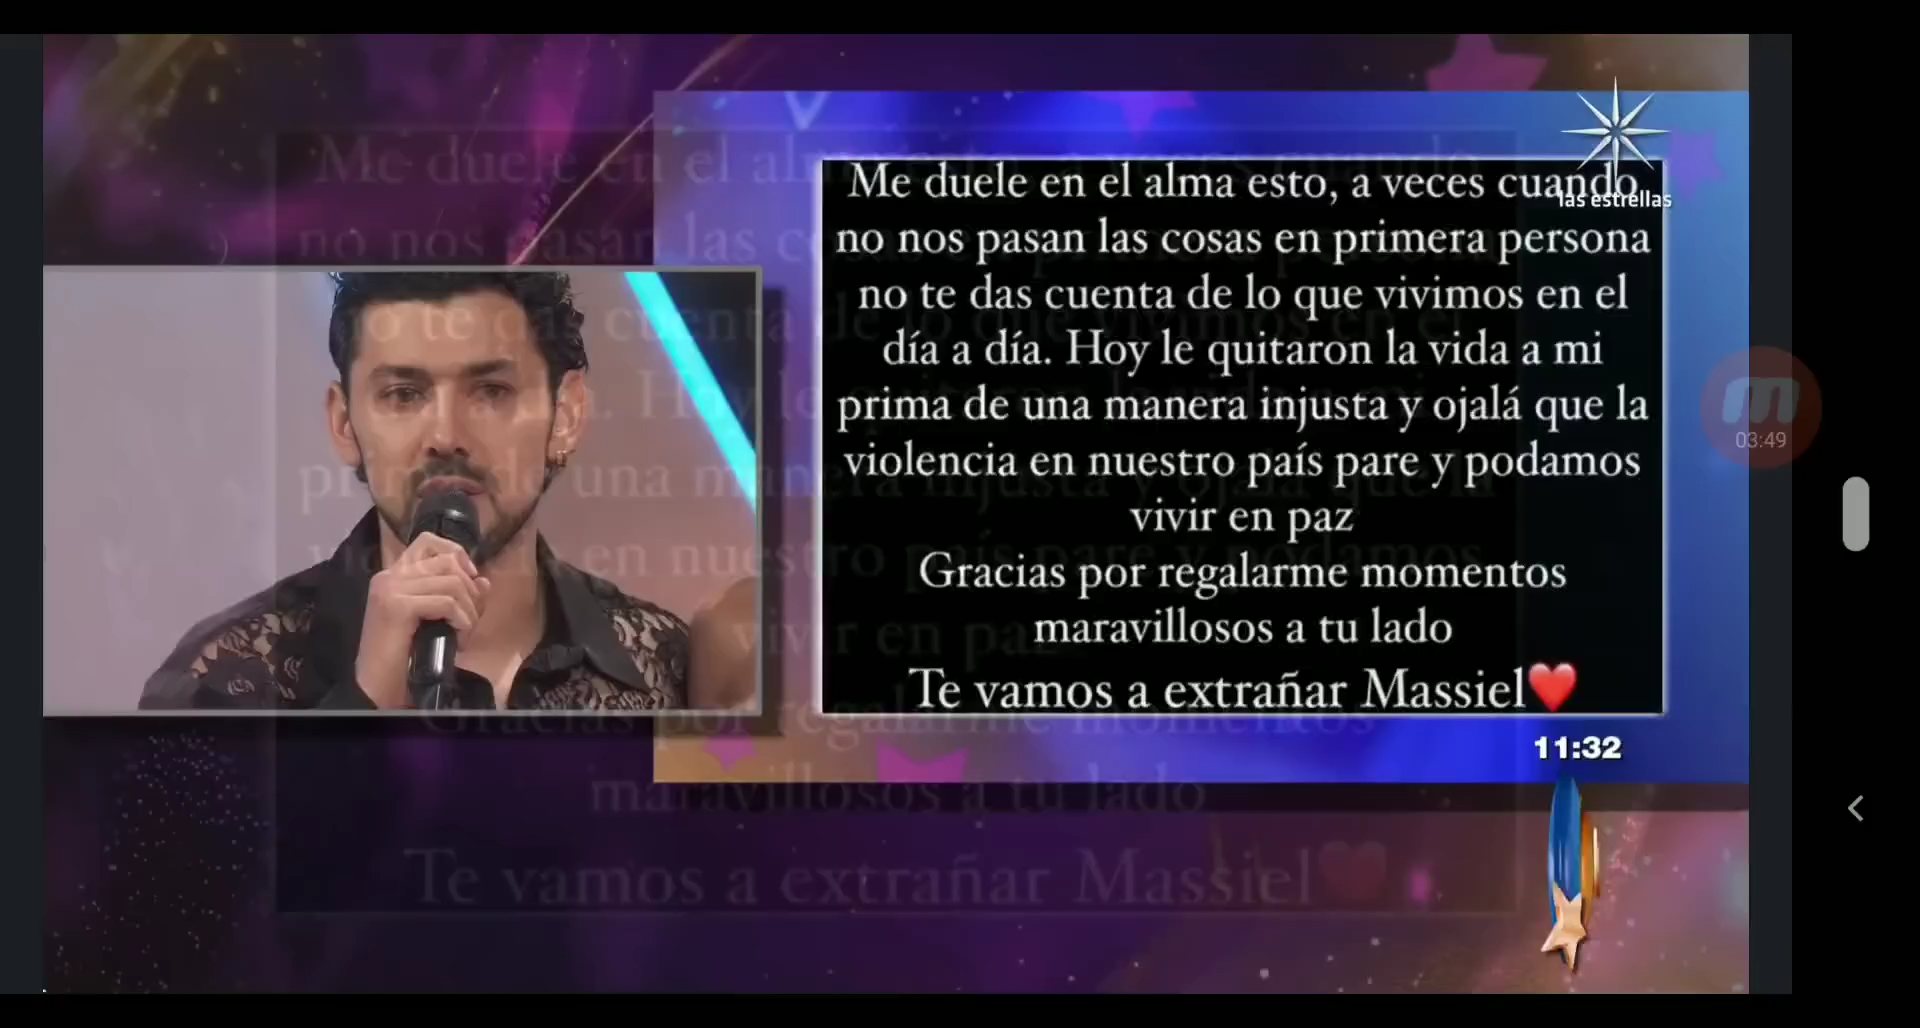 Me duele en el alma esto, a veces cuando
las estrellas
no nos pasan las cosas en primera persona
no te das cuenta de lo que vivimos en el
día a día. Hoy le quitaron la vida a mi
prima de una manera injusta y ojalá que la
violencia en nuestro país pare y podamos
vivir en paz
Gracias por regalarme momentos
maravillosos a tu lado
Te vamos a extrañar Massiel❤️
11:32
03:49